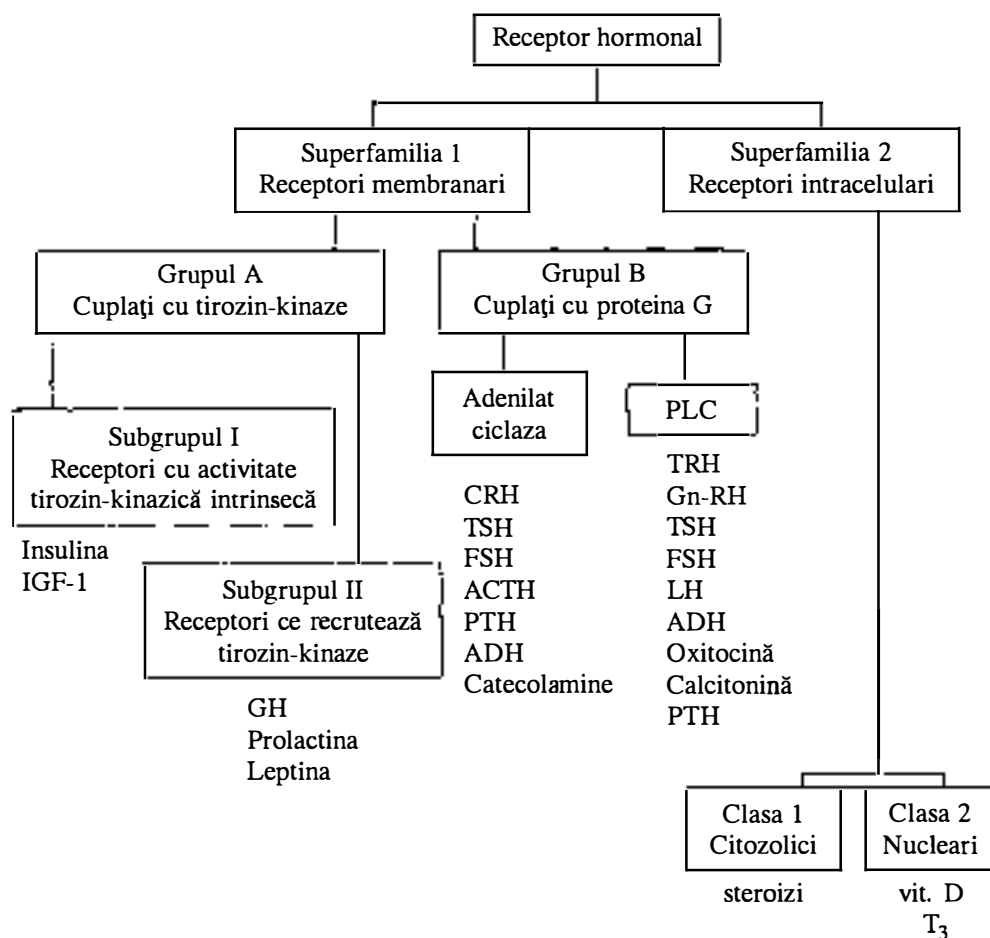 Receptor hormonal
Superfamilia 1
Receptori membranari
Superfamilia 2
Receptori intracelulari
Grupul A
Cuplaţi cu tirozin-kinaze
Grupul B
Cuplaţi cu proteina G
Subgrupul I
Receptori cu activitate
tirozin-kinazică intrinsecă
Insulina
IGF-1
Subgrupul II
Receptori ce recrutează
tirozin-kinaze
GH
Prolactina
Leptina
Adenilat
ciclaza
CRH
TSH
FSH
ACTH
PTH
ADH
Catecolamine
PLC
TRH
Gn-RH
TSH
FSH
LH
ADH
Oxitocină
Calcitonină
PTH
Clasa 1
Citozolici
steroizi
Clasa 2
Nucleari
vit. D
T₃